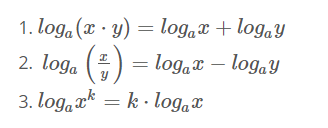 1. logₐ(x · y) = logₐx + logₐy
2. logₐ (x/y) = logₐx − logₐy
3. logₐxᵏ = k · logₐx